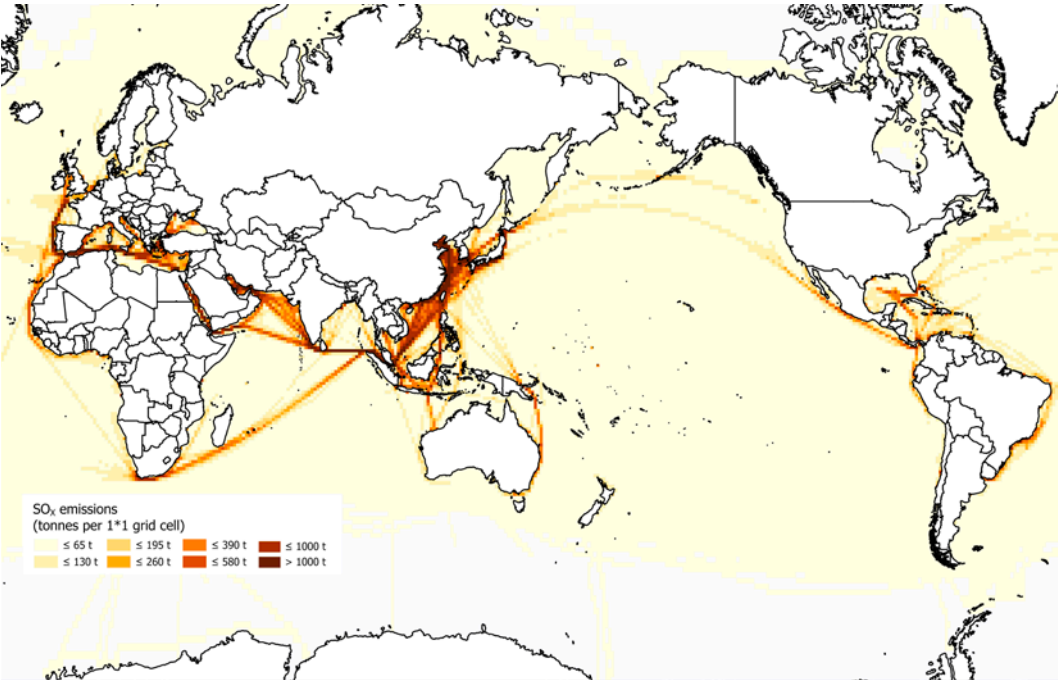 SOX emissions
(tonnes per 1*1 grid cell)
≤ 65 t ≤ 195 t ≤ 390 t ≤ 1000 t
≤ 130 t ≤ 260 t ≤ 580 t > 1000 t